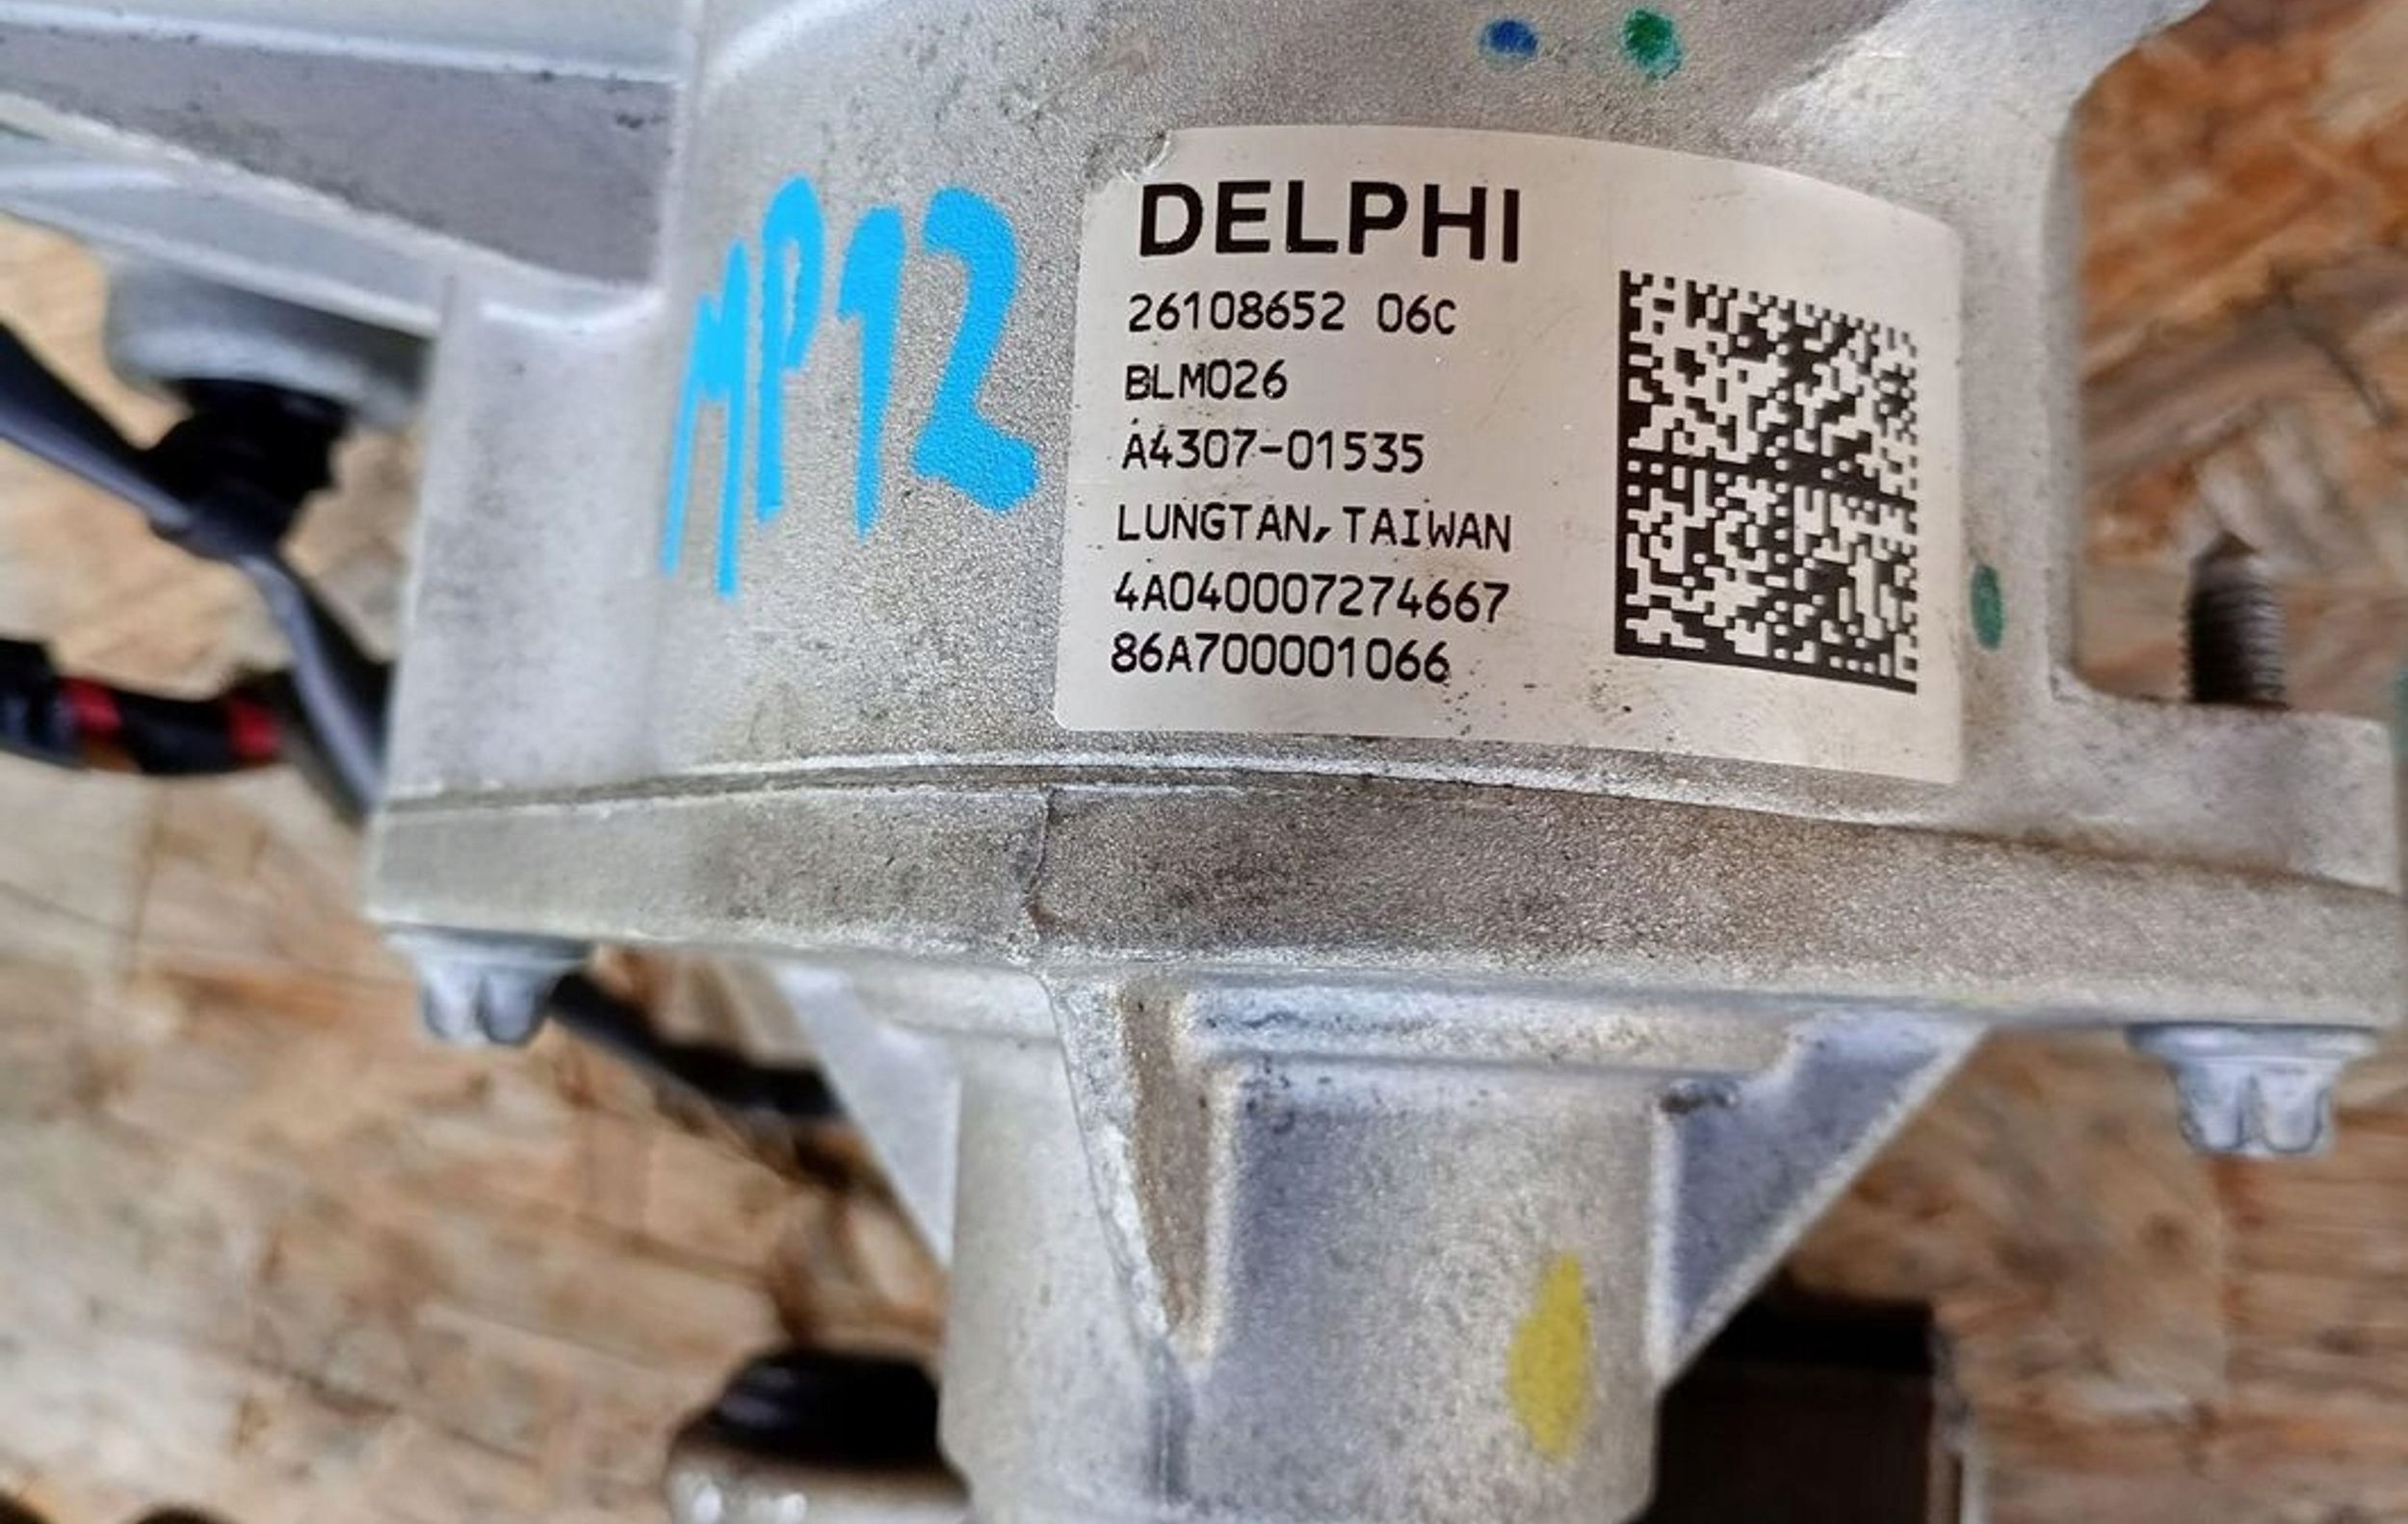 MP12
DELPHI
26108652 06C
BLM026
A4307-01535
LUNGTAN, TAIWAN
4A040007274667
86A700001066